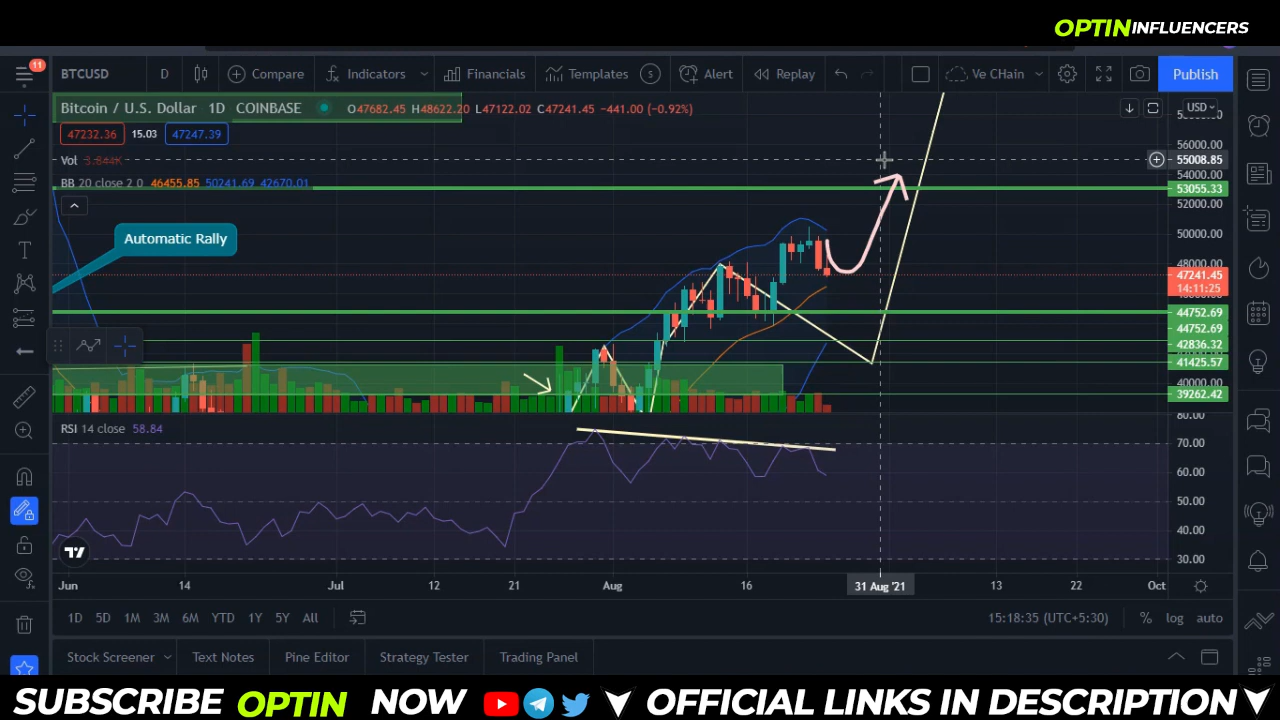 OPTIN INFLUENCERS
11
BTCUSD D Compare Indicators Financials Templates S Alert Replay Ve CHain Publish
Bitcoin / U.S. Dollar 1D COINBASE O47682.45 H48622.20 L47122.02 C47241.45 −441.00 (−0.92%)
USD
47232.36 15.03 47247.39
56000.00
Vol 3.844K
55008.85
54000.00
BB 20 close 2 0 46455.85 50241.69 42670.01
53055.33
52000.00
Automatic Rally
50000.00
48000.00
47241.45
14:11:25
44752.69
44752.69
42836.32
41425.57
40000.00
39262.42
80.00
RSI 14 close 58.84
70.00
60.00
50.00
40.00
30.00
Jun 14 Jul 12 21 Aug 16 31 Aug '21 13 22 Oct
1D 5D 1M 3M 6M YTD 1Y 5Y All 15:18:35 (UTC+5:30) % log auto
Stock Screener Text Notes Pine Editor Strategy Tester Trading Panel
SUBSCRIBE OPTIN NOW OFFICIAL LINKS IN DESCRIPTION